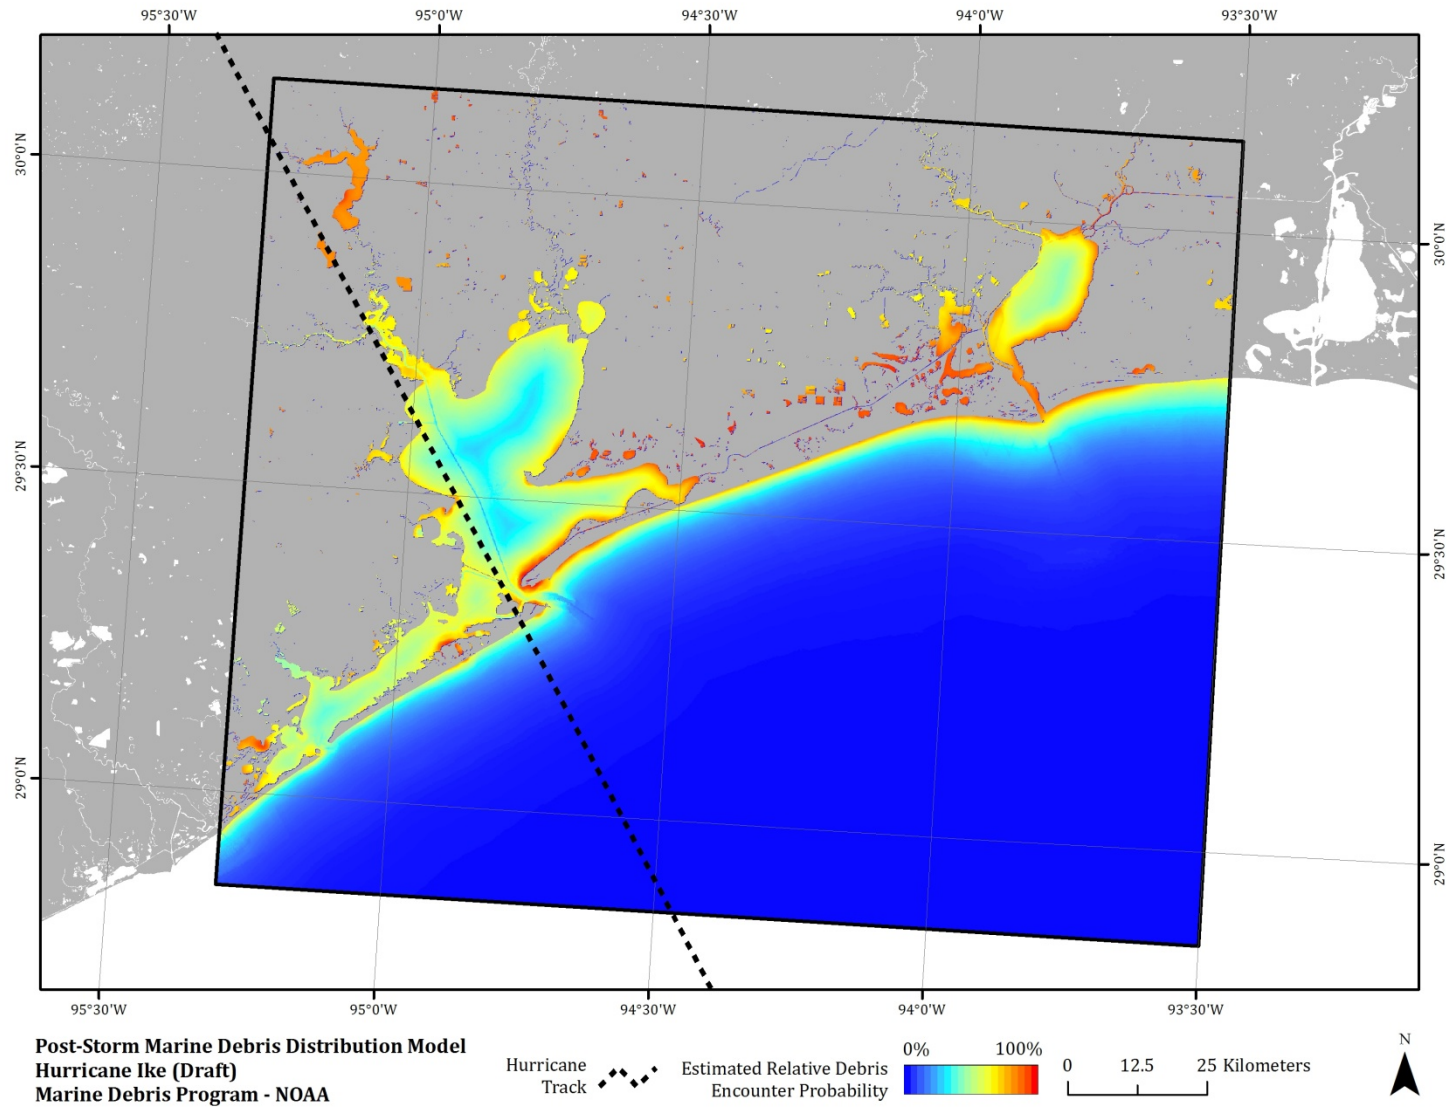 95°30'W 95°0'W 94°30'W 94°0'W 93°30'W
30°0'N
30°0'N
29°30'N
29°30'N
29°0'N
29°0'N
95°30'W 95°0'W 94°30'W 94°0'W 93°30'W
Post-Storm Marine Debris Distribution Model
Hurricane Ike (Draft)
Marine Debris Program - NOAA
Hurricane
Track
Estimated Relative Debris
Encounter Probability
0% 100%
0 12.5 25 Kilometers
N